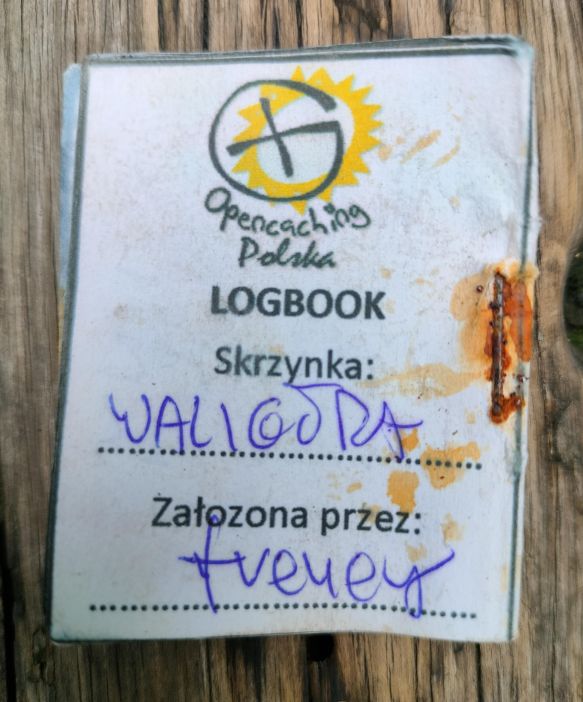 Opencaching
Polska
LOGBOOK
Skrzynka:
WALIGÓRA
Założona przez: